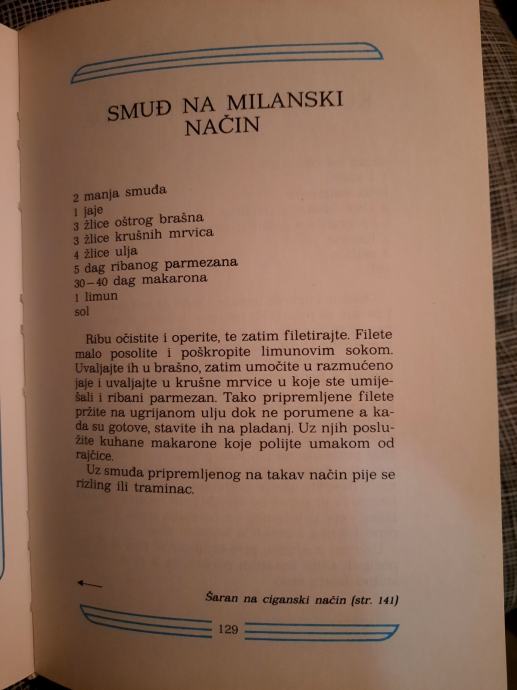 SMUĐ NA MILANSKI
NAČIN
2 manja smuđa
1 jaje
3 žlice oštrog brašna
3 žlice krušnih mrvica
4 žlice ulja
5 dag ribanog parmezana
30—40 dag makarona
1 limun
sol
Ribu očistite i operite, te zatim filetirajte. Filete
malo posolite i poškropite limunovim sokom.
Uvaljajte ih u brašno, zatim umočite u razmućeno
jaje i uvaljajte u krušne mrvice u koje ste umije-
šali i ribani parmezan. Tako pripremljene filete
pržite na ugrijanom ulju dok ne porumene a ka-
da su gotove, stavite ih na pladanj. Uz njih poslu-
žite kuhane makarone koje polijte umakom od
rajčice.
Uz smuđa pripremljenog na takav način pije se
rizling ili traminac.
Šaran na ciganski način (str. 141)
129